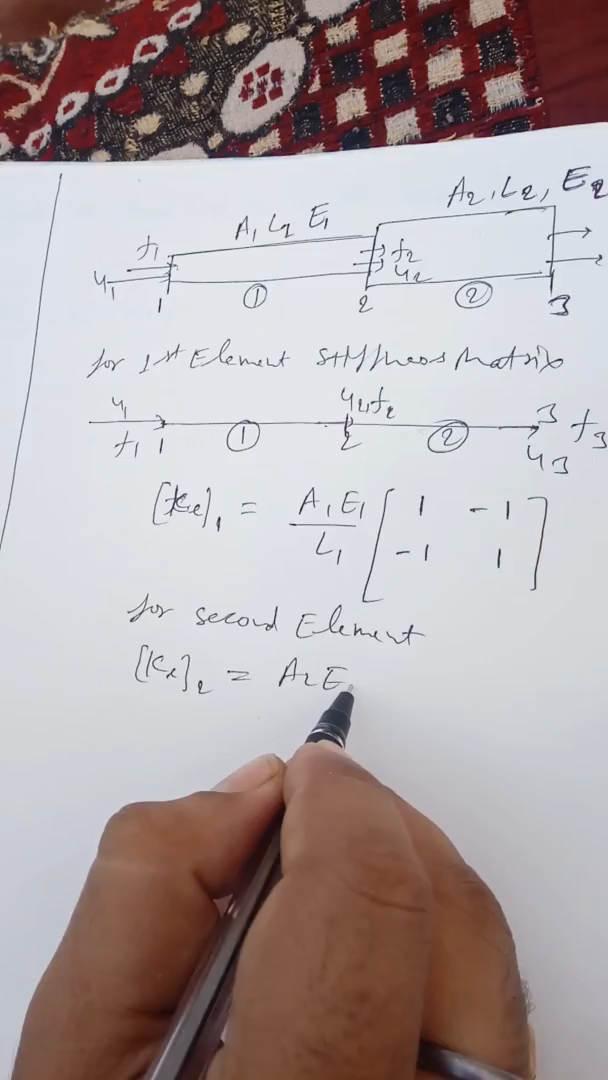 A2, L2, E2
A1 L1 E1
f1
f2
u1
u2
1
①
2
②
3
for 1st Element Stiffness Matrix
u1
u2, f2
3
f3
f1
1
①
2
②
u3
[Ke]1 = A1E1/L1 [1 -1
-1 1]
for second Element
[Ke]2 = A2E